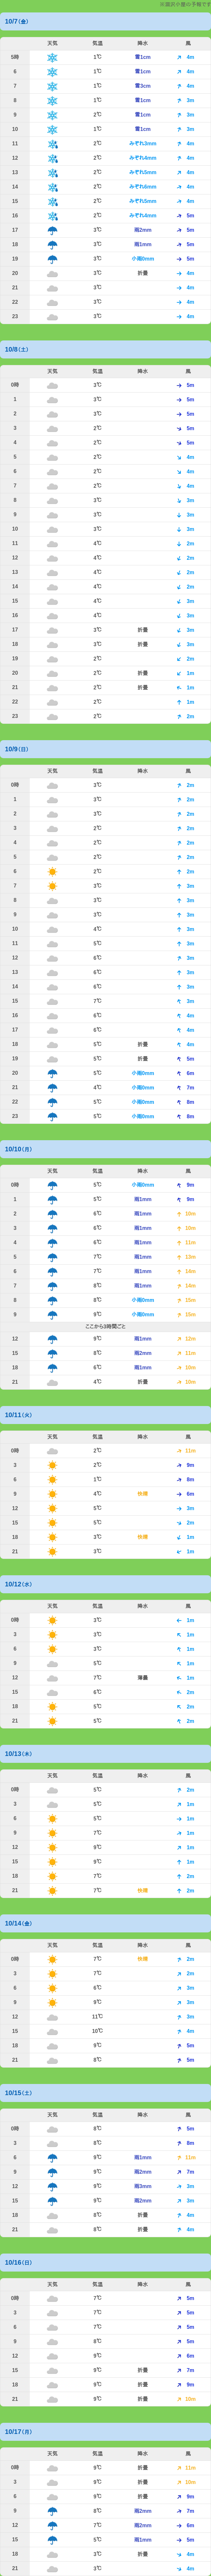 ※鏡沢木屋の予報です
10/7（金）
天気 気温 降水 風
5時 1℃ 雪1cm 4m
6 1℃ 雪1cm 4m
7 1℃ 雪3cm 4m
8 1℃ 雪1cm 3m
9 2℃ 雪1cm 3m
10 1℃ 雪1cm 3m
11 2℃ みぞれ3mm 4m
12 2℃ みぞれ4mm 4m
13 2℃ みぞれ5mm 4m
14 2℃ みぞれ6mm 4m
15 2℃ みぞれ5mm 4m
16 2℃ みぞれ4mm 5m
17 3℃ 雨2mm 5m
18 3℃ 雨1mm 5m
19 3℃ 小雨0mm 5m
20 3℃ 折畳 4m
21 3℃ 4m
22 3℃ 4m
23 3℃ 4m
10/8（土）
天気 気温 降水 風
0時 3℃ 5m
1 3℃ 5m
2 3℃ 5m
3 2℃ 5m
4 2℃ 5m
5 2℃ 4m
6 2℃ 4m
7 2℃ 4m
8 3℃ 3m
9 3℃ 3m
10 3℃ 3m
11 4℃ 2m
12 4℃ 2m
13 4℃ 2m
14 4℃ 2m
15 4℃ 3m
16 4℃ 3m
17 3℃ 折畳 3m
18 3℃ 折畳 3m
19 2℃ 2m
20 2℃ 折畳 1m
21 2℃ 折畳 1m
22 2℃ 1m
23 2℃ 2m
10/9（日）
天気 気温 降水 風
0時 3℃ 2m
1 3℃ 2m
2 3℃ 2m
3 2℃ 2m
4 2℃ 2m
5 2℃ 2m
6 2℃ 2m
7 3℃ 3m
8 3℃ 3m
9 3℃ 3m
10 4℃ 3m
11 5℃ 3m
12 6℃ 3m
13 6℃ 3m
14 6℃ 3m
15 7℃ 3m
16 6℃ 4m
17 6℃ 4m
18 5℃ 折畳 4m
19 5℃ 折畳 5m
20 5℃ 小雨0mm 6m
21 4℃ 小雨0mm 7m
22 5℃ 小雨0mm 8m
23 5℃ 小雨0mm 8m
10/10（月）
天気 気温 降水 風
0時 5℃ 小雨0mm 9m
1 5℃ 雨1mm 9m
2 6℃ 雨1mm 10m
3 6℃ 雨1mm 10m
4 6℃ 雨1mm 11m
5 7℃ 雨1mm 12m
6 7℃ 雨1mm 14m
7 8℃ 雨1mm 14m
8 8℃ 小雨0mm 15m
9 9℃ 小雨0mm 15m
ここから3時間ごと
12 9℃ 雨1mm 12m
15 8℃ 雨2mm 11m
18 6℃ 雨1mm 10m
21 4℃ 折畳 10m
10/11（火）
天気 気温 降水 風
0時 2℃ 11m
3 2℃ 9m
6 1℃ 8m
9 4℃ 快晴 6m
12 5℃ 3m
15 5℃ 2m
18 3℃ 快晴 1m
21 3℃ 1m
10/12（水）
天気 気温 降水 風
0時 3℃ 1m
3 3℃ 1m
6 3℃ 1m
9 5℃ 1m
12 7℃ 薄曇 1m
15 6℃ 2m
18 5℃ 2m
21 5℃ 2m
10/13（木）
天気 気温 降水 風
0時 5℃ 2m
3 5℃ 1m
6 5℃ 1m
9 7℃ 1m
12 9℃ 1m
15 9℃ 1m
18 7℃ 2m
21 7℃ 快晴 2m
10/14（金）
天気 気温 降水 風
0時 7℃ 快晴 2m
3 7℃ 2m
6 6℃ 3m
9 9℃ 3m
12 11℃ 3m
15 10℃ 4m
18 8℃ 5m
21 8℃ 5m
10/15（土）
天気 気温 降水 風
0時 8℃ 5m
3 8℃ 8m
6 8℃ 雨1mm 11m
9 9℃ 雨2mm 7m
12 8℃ 雨3mm 3m
15 9℃ 雨2mm 3m
18 8℃ 折畳 4m
21 8℃ 折畳 4m
10/16（日）
天気 気温 降水 風
0時 7℃ 5m
3 7℃ 5m
6 7℃ 5m
9 8℃ 5m
12 9℃ 6m
15 9℃ 折畳 7m
18 9℃ 折畳 9m
21 9℃ 折畳 10m
10/17（月）
天気 気温 降水 風
0時 9℃ 折畳 11m
3 9℃ 折畳 10m
6 9℃ 折畳 9m
9 8℃ 雨2mm 7m
12 7℃ 雨2mm 6m
15 5℃ 雨1mm 5m
18 3℃ 折畳 4m
21 3℃ 4m